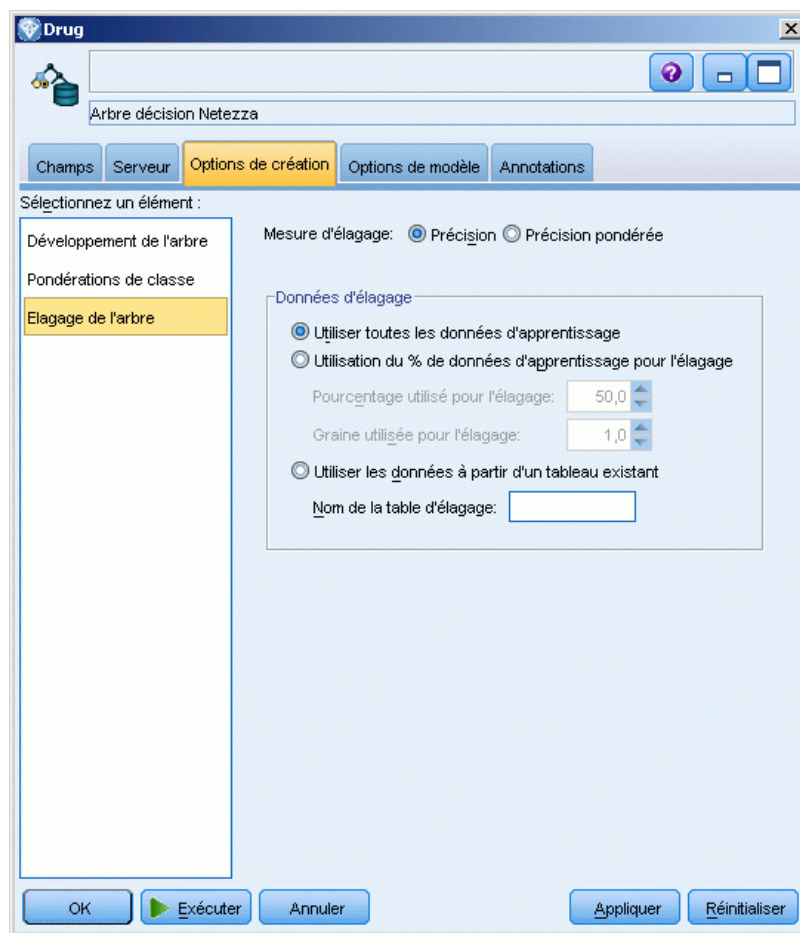 Drug
Arbre décision Netezza
Champs Serveur Options de création Options de modèle Annotations
Sélectionnez un élément :
Développement de l'arbre
Pondérations de classe
Elagage de l'arbre
Mesure d'élagage: Précision Précision pondérée
Données d'élagage
Utiliser toutes les données d'apprentissage
Utilisation du % de données d'apprentissage pour l'élagage
Pourcentage utilisé pour l'élagage: 50,0
Graine utilisée pour l'élagage: 1,0
Utiliser les données à partir d'un tableau existant
Nom de la table d'élagage:
OK Exécuter Annuler Appliquer Réinitialiser